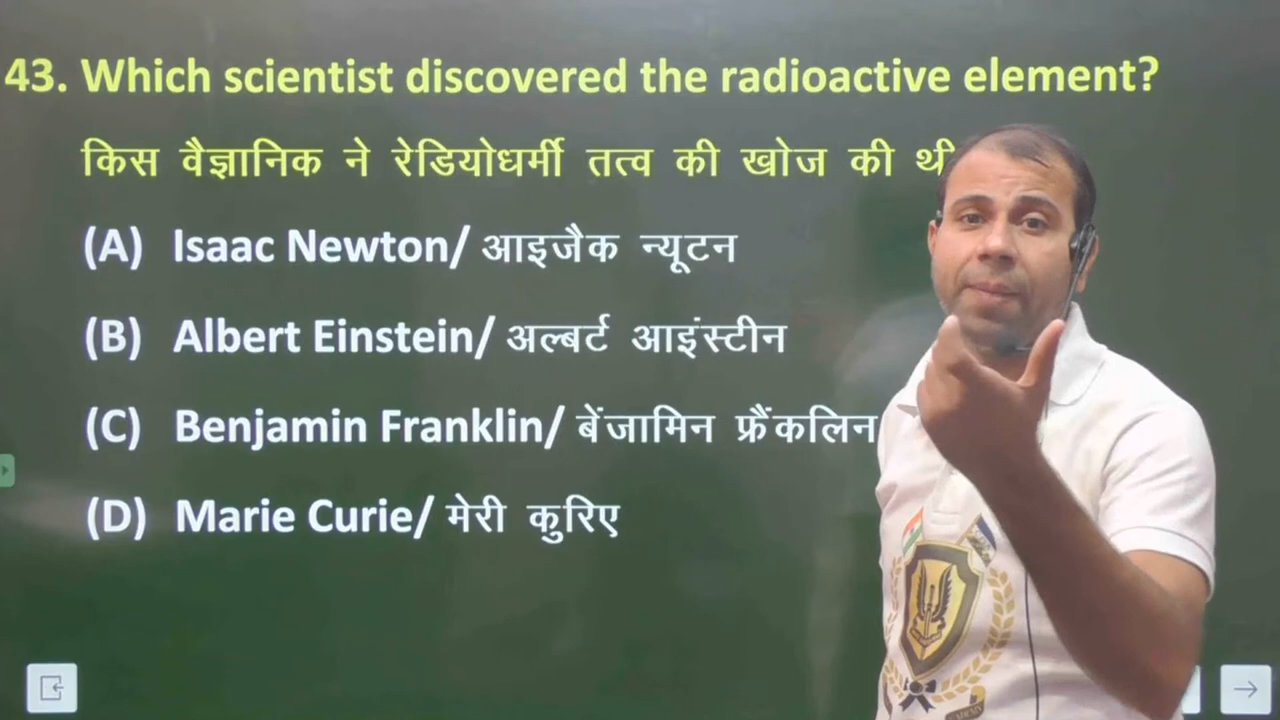 43. Which scientist discovered the radioactive element?
किस वैज्ञानिक ने रेडियोधर्मी तत्व की खोज की थी
(A) Isaac Newton/ आइजैक न्यूटन
(B) Albert Einstein/ अल्बर्ट आइंस्टीन
(C) Benjamin Franklin/ बेंजामिन फ्रैंकलिन
(D) Marie Curie/ मेरी कुरिए